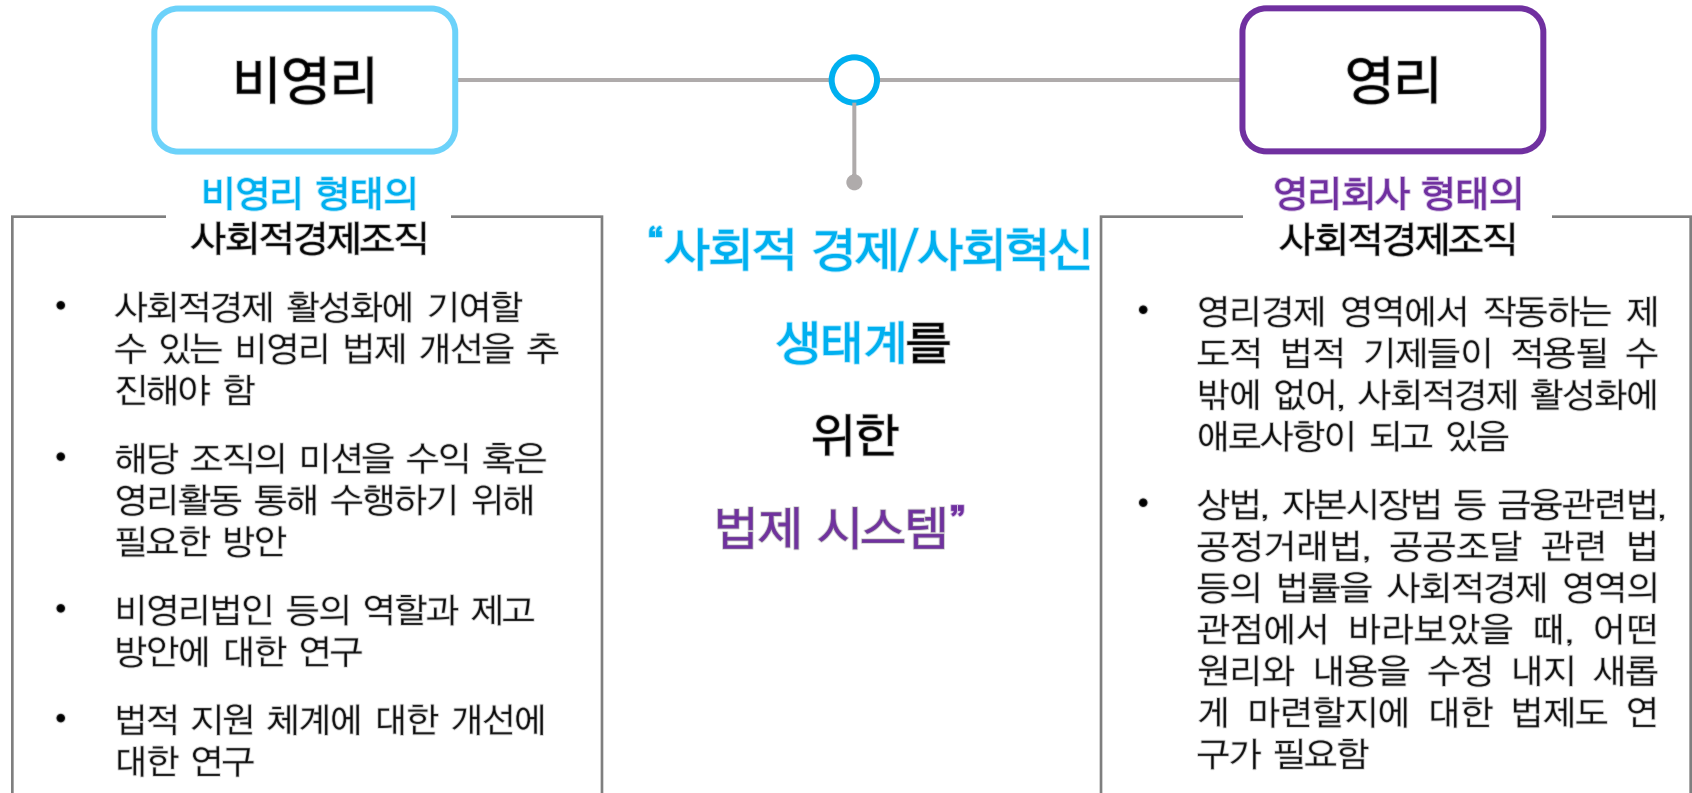 비영리
영리
비영리 형태의
사회적경제조직
• 사회적경제 활성화에 기여할
수 있는 비영리 법제 개선을 추
진해야 함
• 해당 조직의 미션을 수익 혹은
영리활동 통해 수행하기 위해
필요한 방안
• 비영리법인 등의 역할과 제고
방안에 대한 연구
• 법적 지원 체계에 대한 개선에
대한 연구
“사회적 경제/사회혁신
생태계를
위한
법제 시스템”
영리회사 형태의
사회적경제조직
• 영리경제 영역에서 작동하는 제
도적 법적 기제들이 적용될 수
밖에 없어, 사회적경제 활성화에
애로사항이 되고 있음
• 상법, 자본시장법 등 금융관련법,
공정거래법, 공공조달 관련 법
등의 법률을 사회적경제 영역의
관점에서 바라보았을 때, 어떤
원리와 내용을 수정 내지 새롭
게 마련할지에 대한 법제도 연
구가 필요함